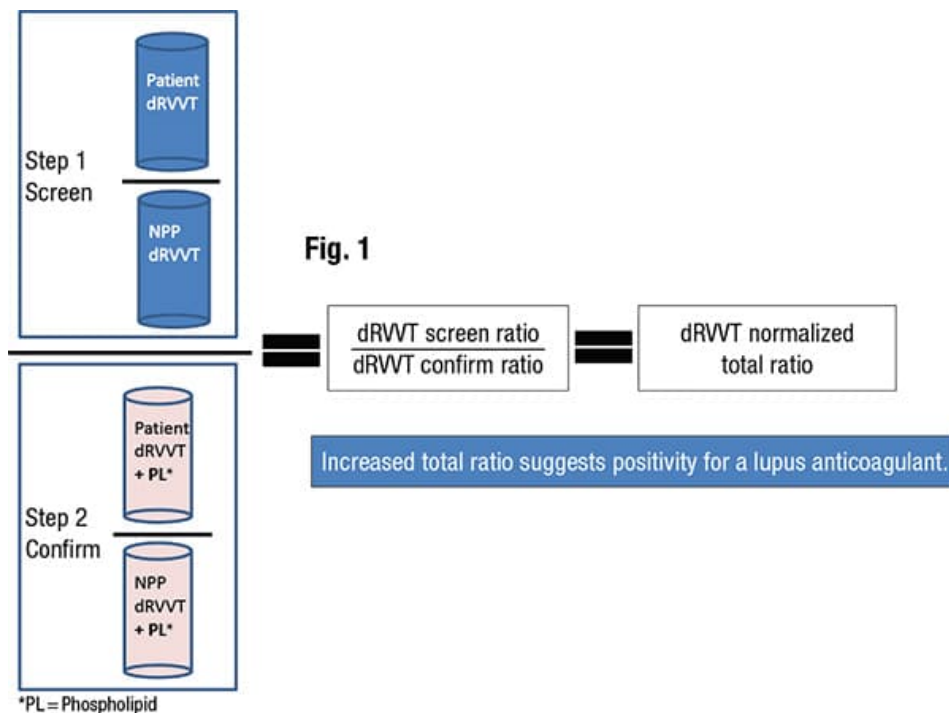 Step 1
Screen
Patient
dRVVT
NPP
dRVVT
Step 2
Confirm
Patient
dRVVT
+ PL*
NPP
dRVVT
+ PL*
*PL = Phospholipid
Fig. 1
dRVVT screen ratio
dRVVT confirm ratio
dRVVT normalized
total ratio
Increased total ratio suggests positivity for a lupus anticoagulant.